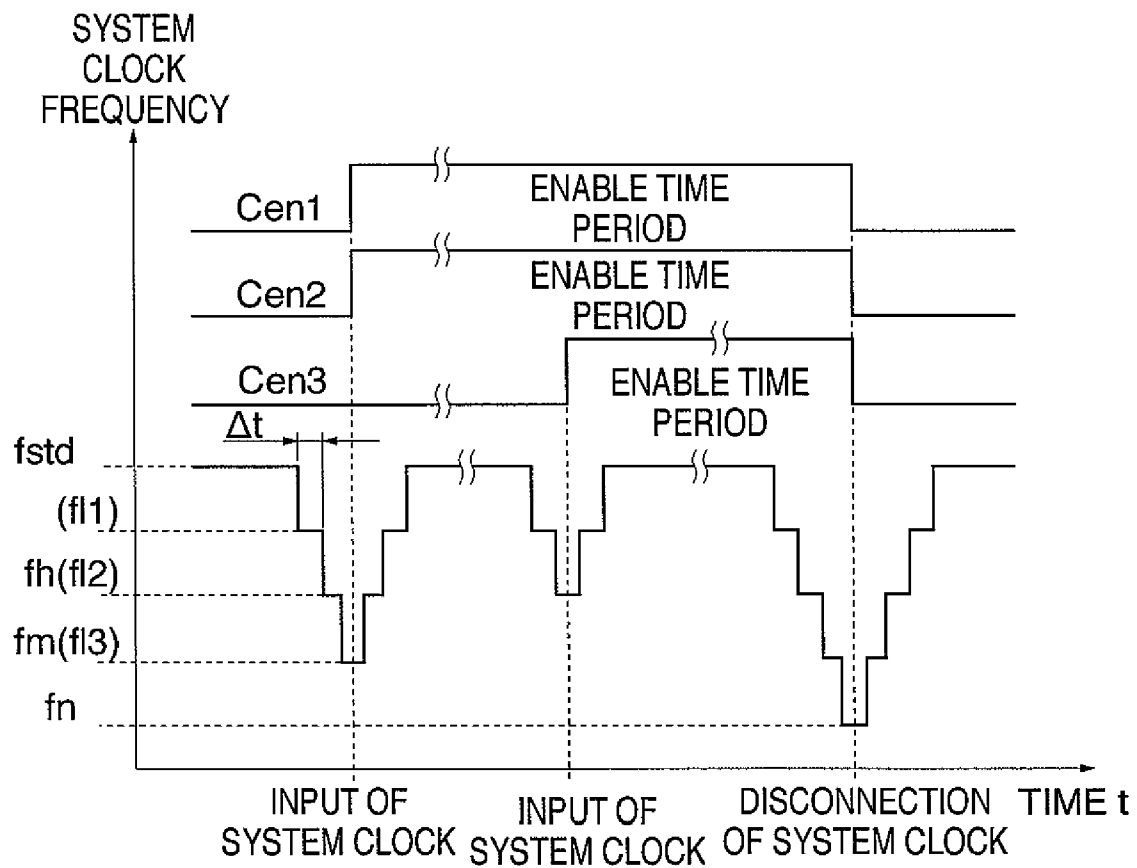 SYSTEM
CLOCK
FREQUENCY
Cen1
ENABLE TIME
PERIOD
Cen2
ENABLE TIME
PERIOD
Cen3
ENABLE TIME
PERIOD
Δt
fstd
(fl1)
fh(fl2)
fm(fl3)
fn
INPUT OF
SYSTEM CLOCK
INPUT OF
SYSTEM CLOCK
DISCONNECTION
OF SYSTEM CLOCK
TIME t